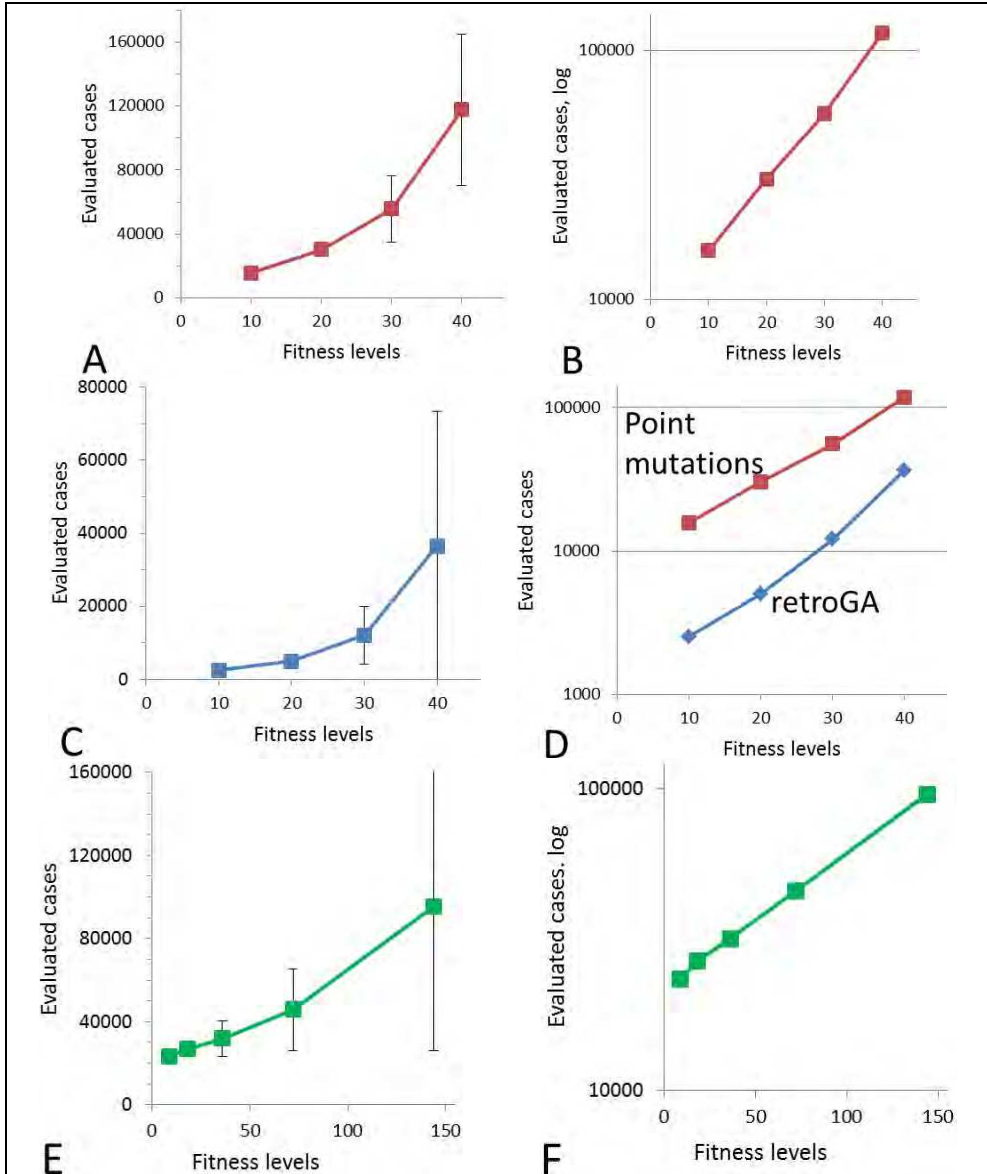 160000
120000
80000
40000
0
0
10
20
30
40
Evaluated cases
Fitness levels
A
100000
10000
0
10
20
30
40
Evaluated cases, log
Fitness levels
B
80000
60000
40000
20000
0
0
10
20
30
40
Evaluated cases
Fitness levels
C
100000
10000
1000
0
10
20
30
40
Evaluated cases
Point
mutations
retroGA
Fitness levels
D
160000
120000
80000
40000
0
0
50
100
150
Evaluated cases
Fitness levels
E
100000
10000
0
50
100
150
Evaluated cases. log
Fitness levels
F